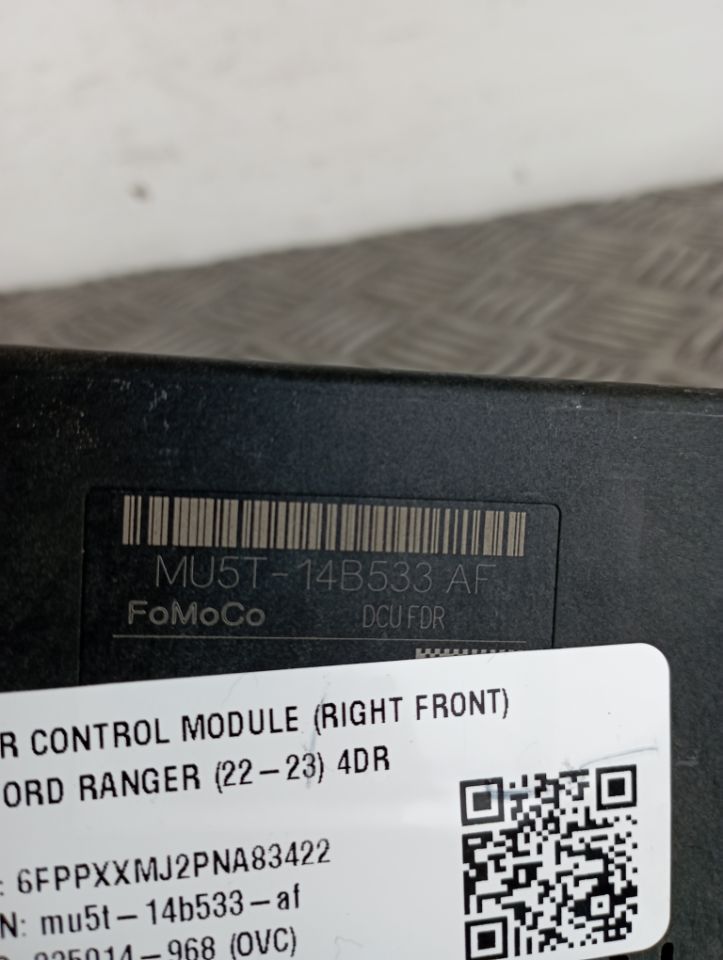 MU5T-14B533 AF
FoMoCo DCU FDR
R CONTROL MODULE (RIGHT FRONT)
ORD RANGER (22-23) 4DR
: 6FPPXXMJ2PNA83422
N: mu5t-14b533-af
925014-968 (OVC)